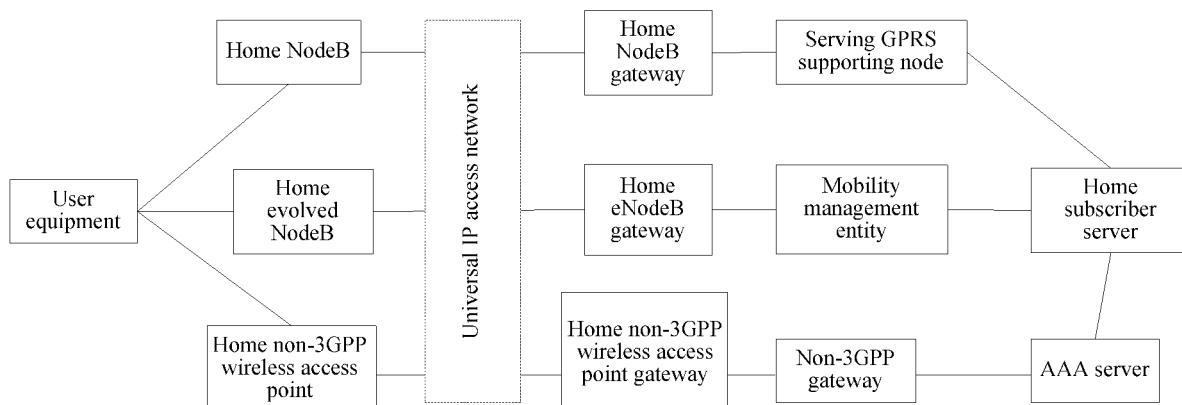 Home NodeB
Home
NodeB
gateway
Serving GPRS
supporting node
User
equipment
Home
evolved
NodeB
Universal IP access network
Home
eNodeB
gateway
Mobility
management
entity
Home
subscriber
server
Home non-3GPP
wireless access
point
Home non-3GPP
wireless access
point gateway
Non-3GPP
gateway
AAA server